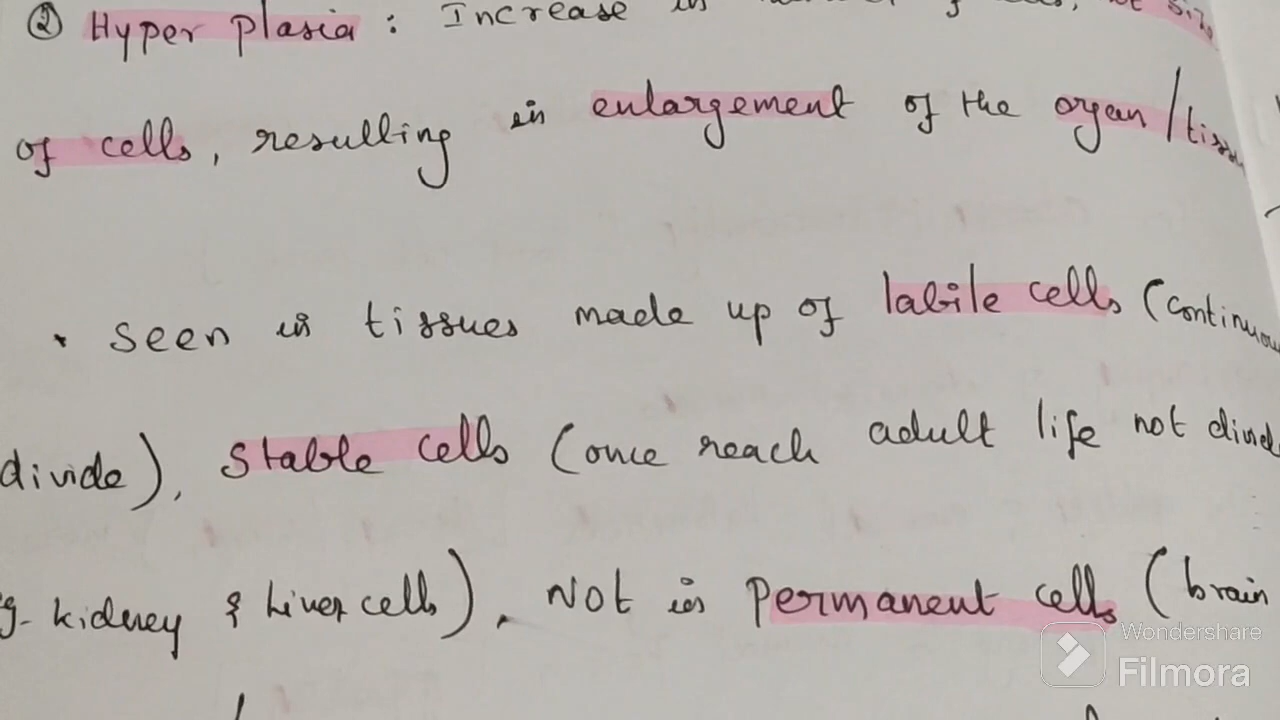 ② Hyper plasia : Increase in
of cells, resulting in enlargement of the organ/tissu
• seen in tissues made up of labile cells (continuou
divide), stable cells (once reach adult life not divid
g. kidney & liver cells). Not in permanent cells (brain
Wondershare
Filmora